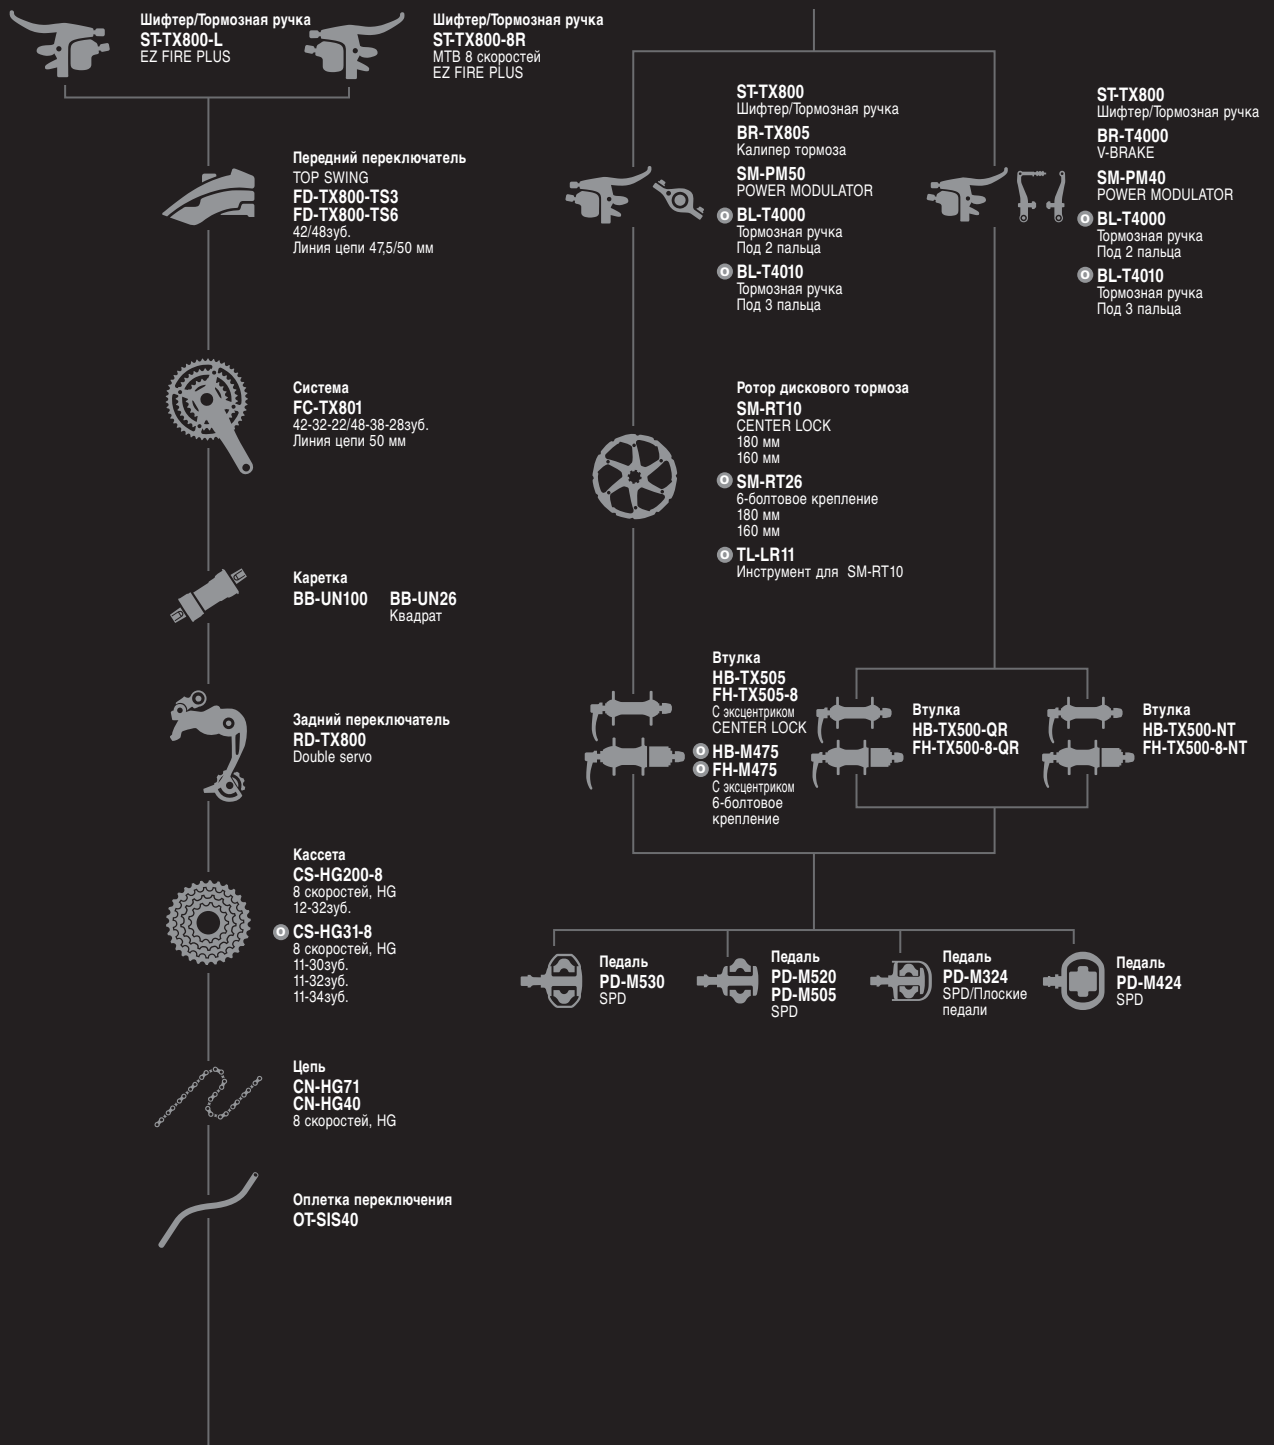 Шифтер/Тормозная ручка
ST-TX800-L
EZ FIRE PLUS
Шифтер/Тормозная ручка
ST-TX800-8R
МТВ 8 скоростей
EZ FIRE PLUS
Передний переключатель
TOP SWING
FD-TX800-TS3
FD-TX800-TS6
42/48зуб.
Линия цепи 47,5/50 мм
Система
FC-TX801
42-32-22/48-38-28зуб.
Линия цепи 50 мм
Каретка
BB-UN100 BB-UN26
Квадрат
Задний переключатель
RD-TX800
Double servo
Кассета
CS-HG200-8
8 скоростей, HG
12-32зуб.
O CS-HG31-8
8 скоростей, HG
11-30зуб.
11-32зуб.
11-34зуб.
Цепь
CN-HG71
CN-HG40
8 скоростей, HG
Оплетка переключения
OT-SIS40
ST-TX800
Шифтер/Тормозная ручка
BR-TX805
Калипер тормоза
SM-PM50
POWER MODULATOR
O BL-T4000
Тормозная ручка
Под 2 пальца
O BL-T4010
Тормозная ручка
Под 3 пальца
ST-TX800
Шифтер/Тормозная ручка
BR-T4000
V-BRAKE
SM-PM40
POWER MODULATOR
O BL-T4000
Тормозная ручка
Под 2 пальца
O BL-T4010
Тормозная ручка
Под 3 пальца
Ротор дискового тормоза
SM-RT10
CENTER LOCK
180 мм
160 мм
O SM-RT26
6-болтовое крепление
180 мм
160 мм
O TL-LR11
Инструмент для SM-RT10
Втулка
HB-TX505
FH-TX505-8
С эксцентриком
CENTER LOCK
O HB-M475
O FH-M475
С эксцентриком
6-болтовое
крепление
Втулка
HB-TX500-QR
FH-TX500-8-QR
Втулка
HB-TX500-NT
FH-TX500-8-NT
Педаль
PD-M530
SPD
Педаль
PD-M520
PD-M505
SPD
Педаль
PD-M324
SPD/Плоские
педали
Педаль
PD-M424
SPD